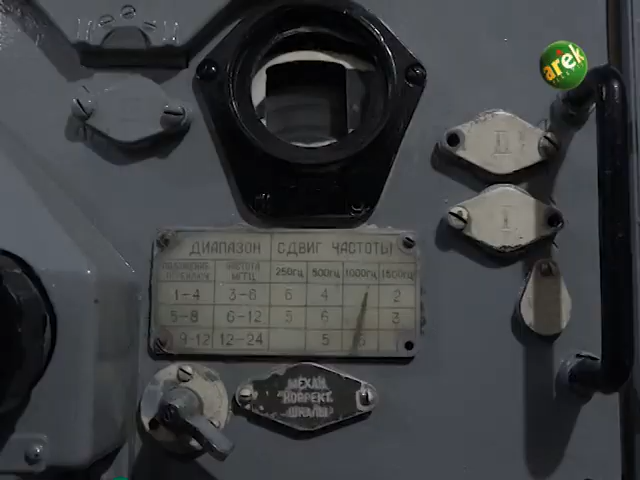 arek
II
I
ДИАПАЗОН СДВИГ ЧАСТОТЫ
ЧАСТОТА МГГЦ 250ГЦ 500ГЦ 1000ГЦ 1500ГЦ
1-4 3-6 6 4 2
5-8 6-12 5 6 3
9-12 12-24 5
МЕХАН
КОРРЕКТ
ШКАЛЫ